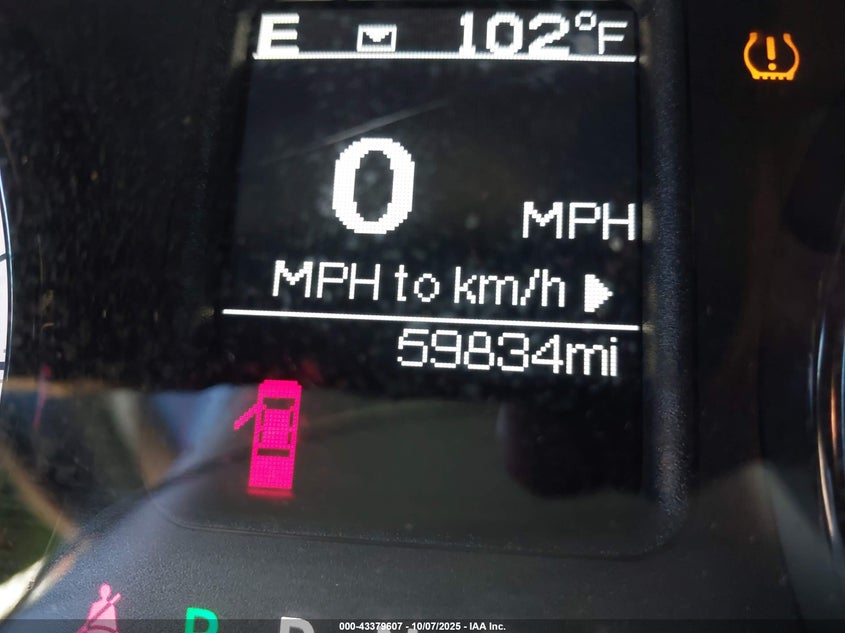 E 102°F
0 MPH
MPH to km/h
59834mi
P
000-43379607 - 10/07/2025 - IAA Inc.